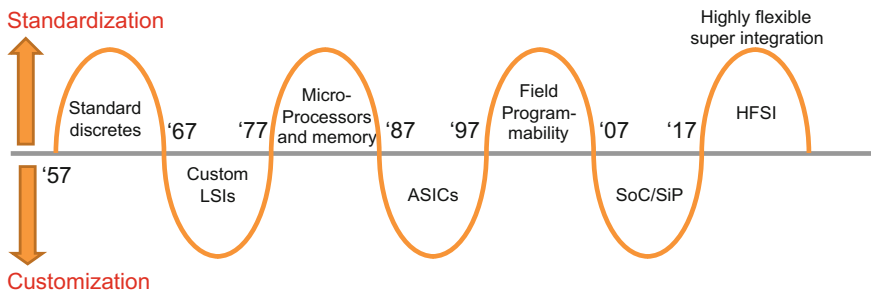 Standardization
Highly flexible
super integration
Standard
discretes
‘67
‘77
Micro-
Processors
and memory
‘87
‘97
Field
Program-
mability
‘07
‘17
HFSI
‘57
Custom
LSIs
ASICs
SoC/SiP
Customization